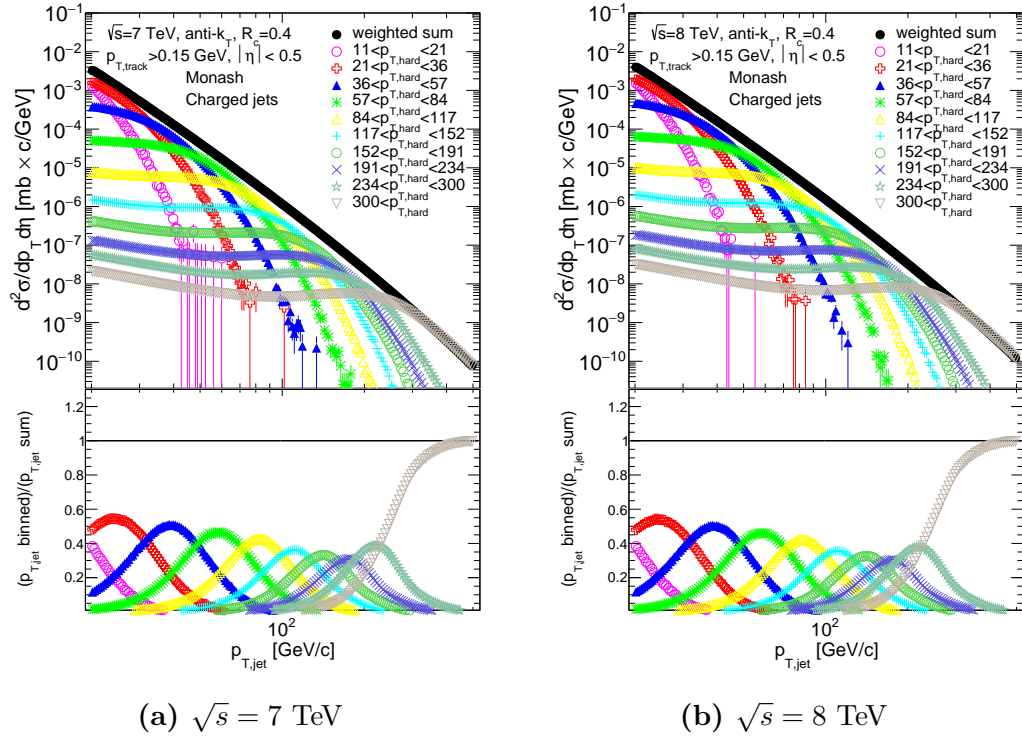 √s=7 TeV, anti-k_T, R_c=0.4
p_T,track >0.15 GeV, |η|< 0.5
Monash
Charged jets
weighted sum
11<p_T,hard<21
21<p_T,hard<36
36<p_T,hard<57
57<p_T,hard<84
84<p_T,hard<117
117<p_T,hard<152
152<p_T,hard<191
191<p_T,hard<234
234<p_T,hard<300
300<p_T,hard
d²σ/dp_T dη [mb × c/GeV]
10⁻¹
10⁻²
10⁻³
10⁻⁴
10⁻⁵
10⁻⁶
10⁻⁷
10⁻⁸
10⁻⁹
10⁻¹⁰
(p_T,jet binned)/(p_T,jet sum)
1.2
1
0.8
0.6
0.4
0.2
10²
p_T,jet [GeV/c]
(a) √s = 7 TeV
√s=8 TeV, anti-k_T, R_c=0.4
p_T,track >0.15 GeV, |η|< 0.5
Monash
Charged jets
weighted sum
11<p_T,hard<21
21<p_T,hard<36
36<p_T,hard<57
57<p_T,hard<84
84<p_T,hard<117
117<p_T,hard<152
152<p_T,hard<191
191<p_T,hard<234
234<p_T,hard<300
300<p_T,hard
d²σ/dp_T dη [mb × c/GeV]
10⁻¹
10⁻²
10⁻³
10⁻⁴
10⁻⁵
10⁻⁶
10⁻⁷
10⁻⁸
10⁻⁹
10⁻¹⁰
(p_T,jet binned)/(p_T,jet sum)
1.2
1
0.8
0.6
0.4
0.2
10²
p_T,jet [GeV/c]
(b) √s = 8 TeV